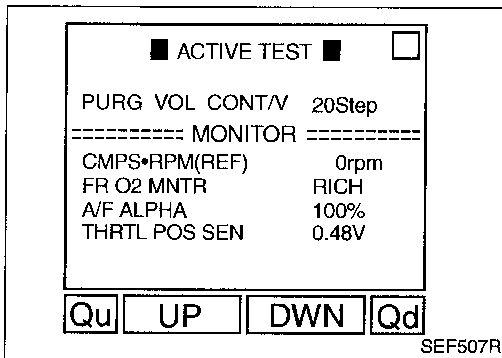 ■ ACTIVE TEST ■
PURG VOL CONT/V 20Step
========= MONITOR =========
CMPS•RPM(REF) 0rpm
FR O2 MNTR RICH
A/F ALPHA 100%
THRTL POS SEN 0.48V
Qu UP DWN Qd
SEF507R